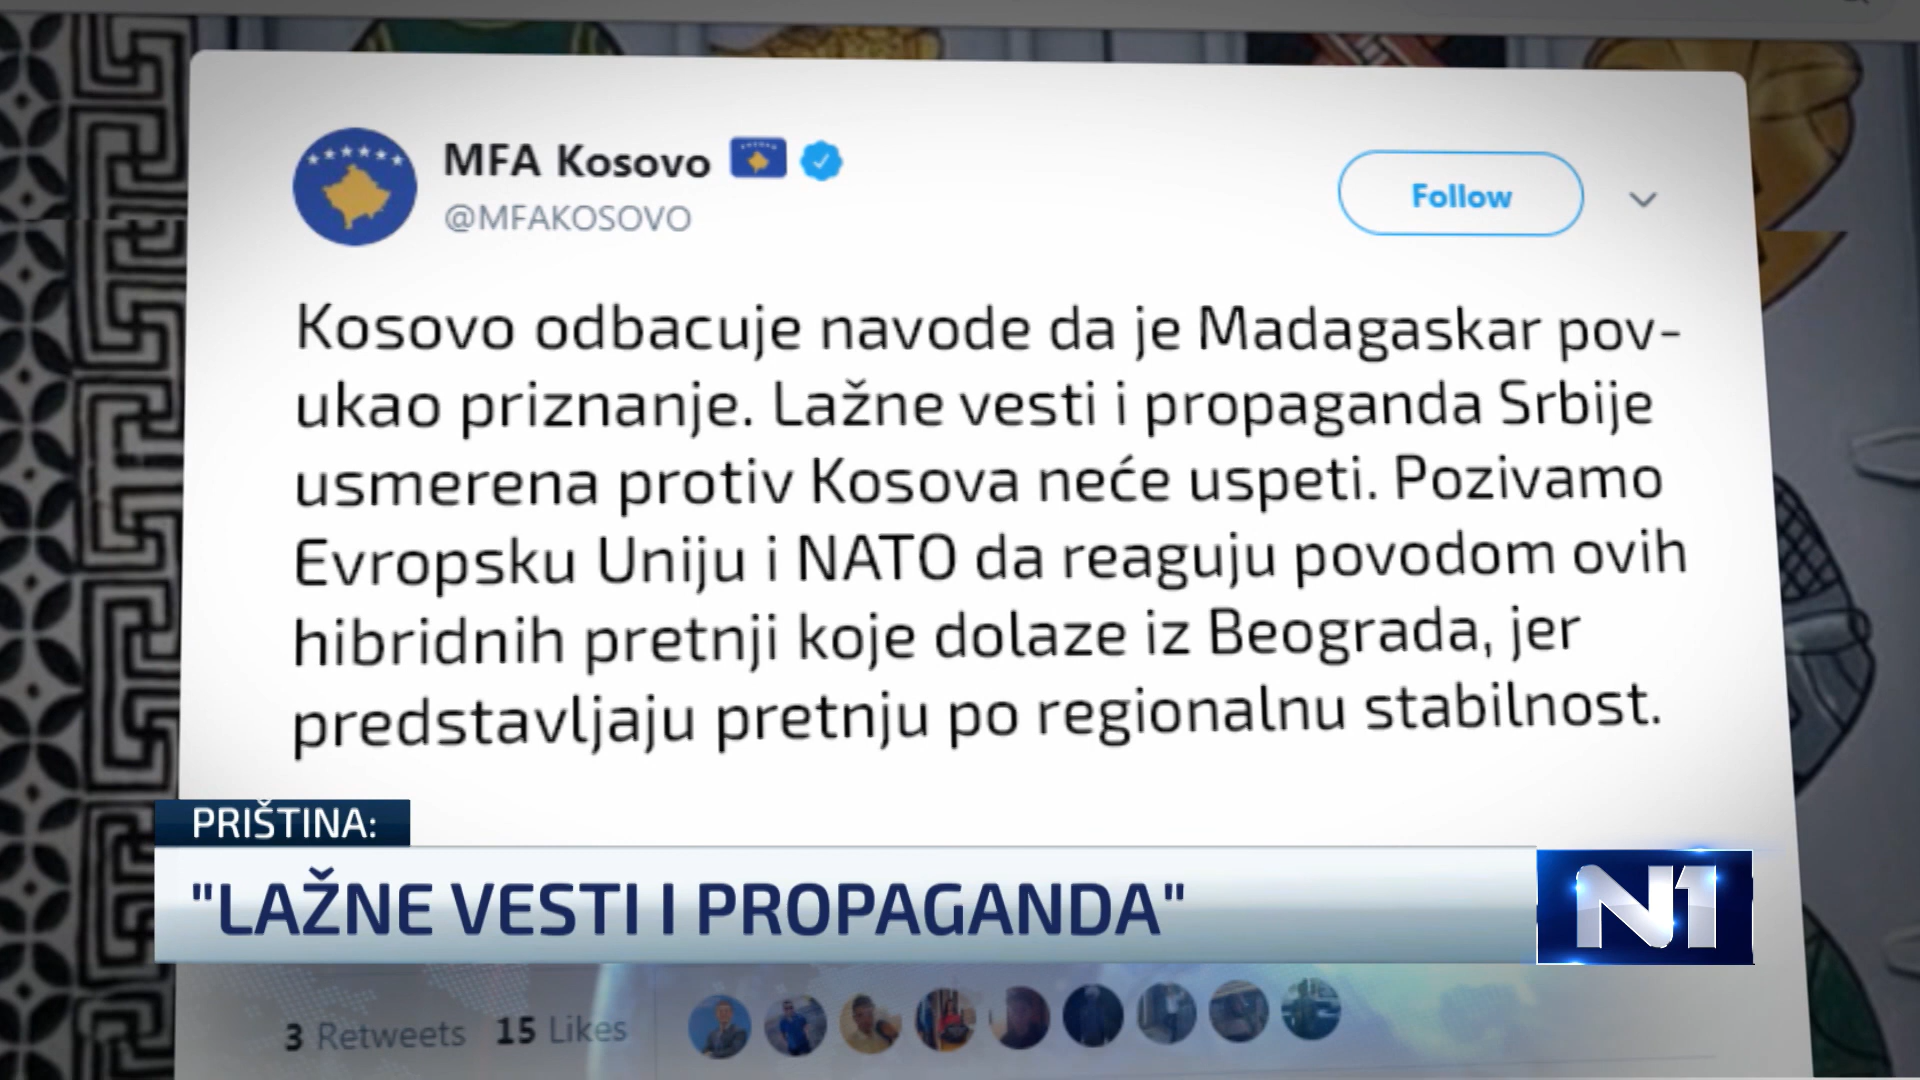 MFA Kosovo
@MFAKOSOVO
Follow
Kosovo odbacuje navode da je Madagaskar pov-
ukao priznanje. Lažne vesti i propaganda Srbije
usmerena protiv Kosova neće uspeti. Pozivamo
Evropsku Uniju i NATO da reaguju povodom ovih
hibridnih pretnji koje dolaze iz Beograda, jer
predstavljaju pretnju po regionalnu stabilnost.
PRIŠTINA:
"LAŽNE VESTI I PROPAGANDA"
N1
3 Retweets 15 Likes